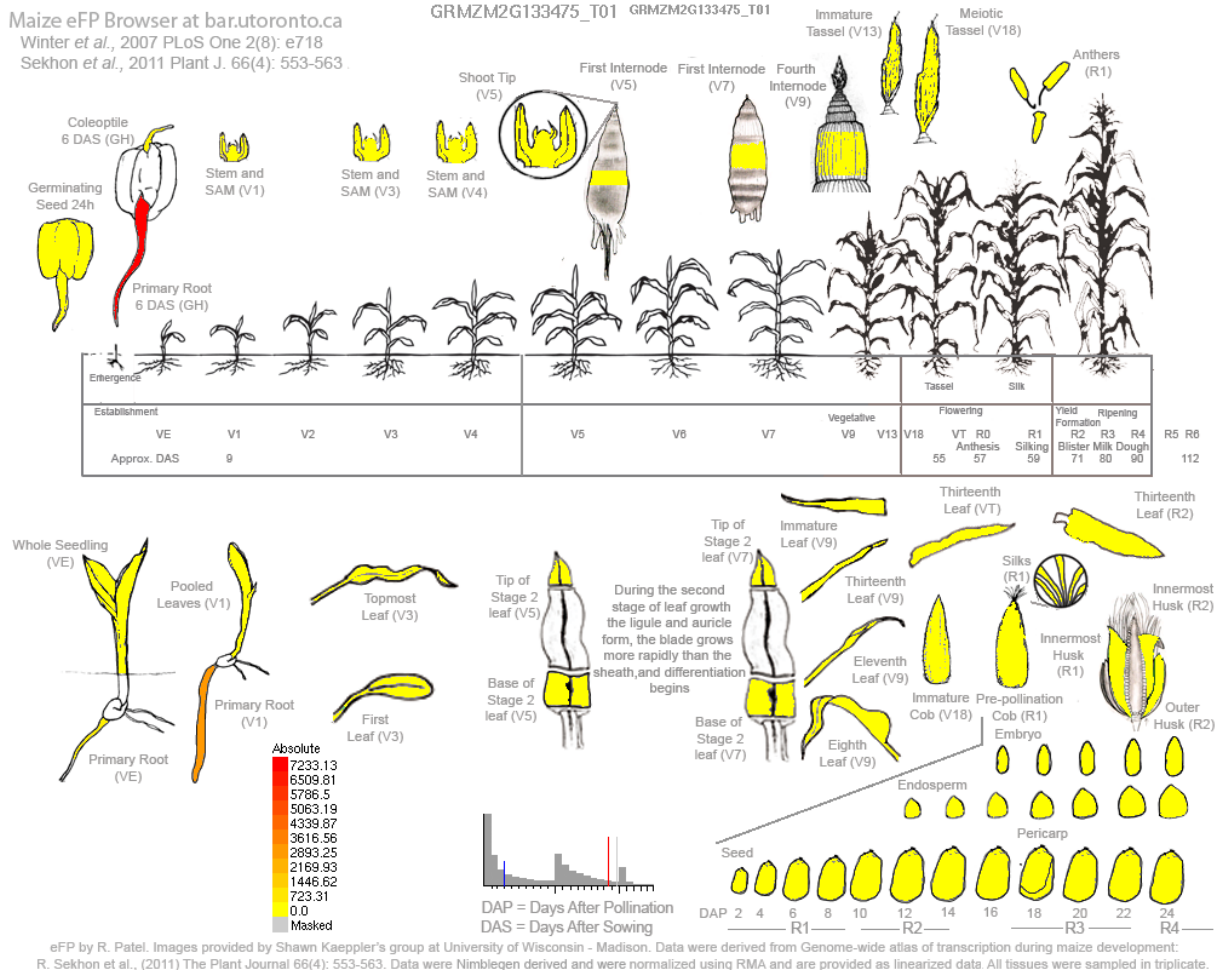 Maize eFP Browser at bar.utoronto.ca
Winter et al., 2007 PLoS One 2(8): e718
Sekhon et al., 2011 Plant J. 66(4): 553-563
GRMZM2G133475_T01 GRMZM2G133475_T01
Coleoptile
6 DAS (GH)
Germinating
Seed 24h
Primary Root
6 DAS (GH)
Stem and
SAM (V1)
Stem and
SAM (V3)
Stem and
SAM (V4)
Shoot Tip
(V5)
First Internode
(V5)
First Internode
(V7)
Fourth
Internode
(V9)
Immature
Tassel (V13)
Meiotic
Tassel (V18)
Anthers
(R1)
Emergence
Tassel
Silk
Establishment
Vegetative
Flowering
Yield
Formation
Ripening
VE V1 V2 V3 V4 V5 V6 V7 V9 V13 V18 VT R0 R1 R2 R3 R4 R5 R6
Anthesis Silking Blister Milk Dough
Approx. DAS 9 55 57 59 71 80 90 112
Whole Seedling
(VE)
Primary Root
(VE)
Pooled
Leaves (V1)
Primary Root
(V1)
Topmost
Leaf (V3)
First
Leaf (V3)
Tip of
Stage 2
leaf (V5)
Base of
Stage 2
leaf (V5)
During the second
stage of leaf growth
the ligule and auricle
form, the blade grows
more rapidly than the
sheath,and differentiation
begins
Tip of
Stage 2
leaf (V7)
Base of
Stage 2
leaf (V7)
Immature
Leaf (V9)
Thirteenth
Leaf (V9)
Eleventh
Leaf (V9)
Eighth
Leaf (V9)
Thirteenth
Leaf (VT)
Thirteenth
Leaf (R2)
Silks
(R1)
Immature
Cob (V18)
Pre-pollination
Cob (R1)
Innermost
Husk
(R1)
Innermost
Husk (R2)
Outer
Husk (R2)
Embryo
Endosperm
Pericarp
Seed
DAP 2 4 6 8 10 12 14 16 18 20 22 24
R1 R2 R3 R4
Absolute
7233.13
6509.81
5786.5
5063.19
4339.87
3616.56
2893.25
2169.93
1446.62
723.31
0.0
Masked
DAP = Days After Pollination
DAS = Days After Sowing
eFP by R. Patel. Images provided by Shawn Kaeppler's group at University of Wisconsin - Madison. Data were derived from Genome-wide atlas of transcription during maize development:
R. Sekhon et al., (2011) The Plant Journal 66(4): 553-563. Data were Nimblegen derived and were normalized using RMA and are provided as linearized data. All tissues were sampled in triplicate.